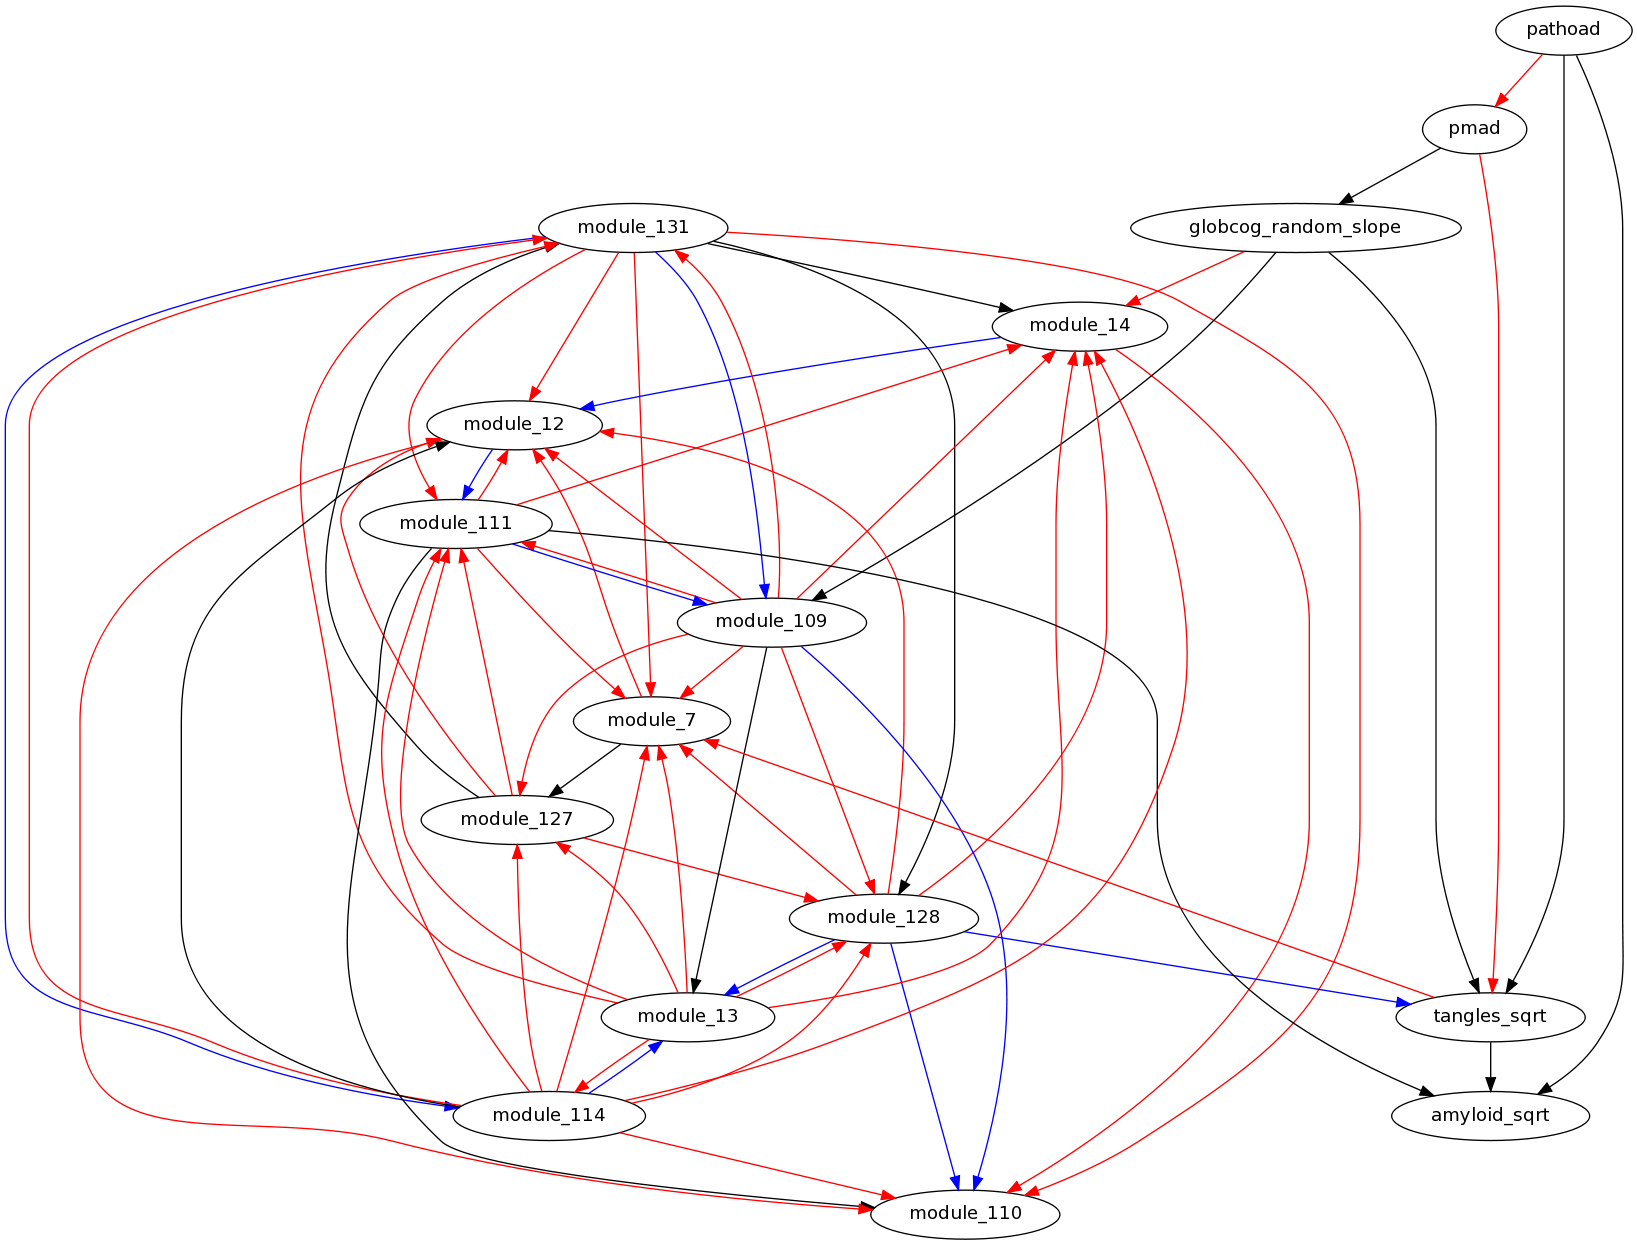 pathoad
pmad
module_131
globcog_random_slope
module_14
module_12
module_111
module_109
module_7
module_127
module_128
module_13
tangles_sqrt
module_114
amyloid_sqrt
module_110